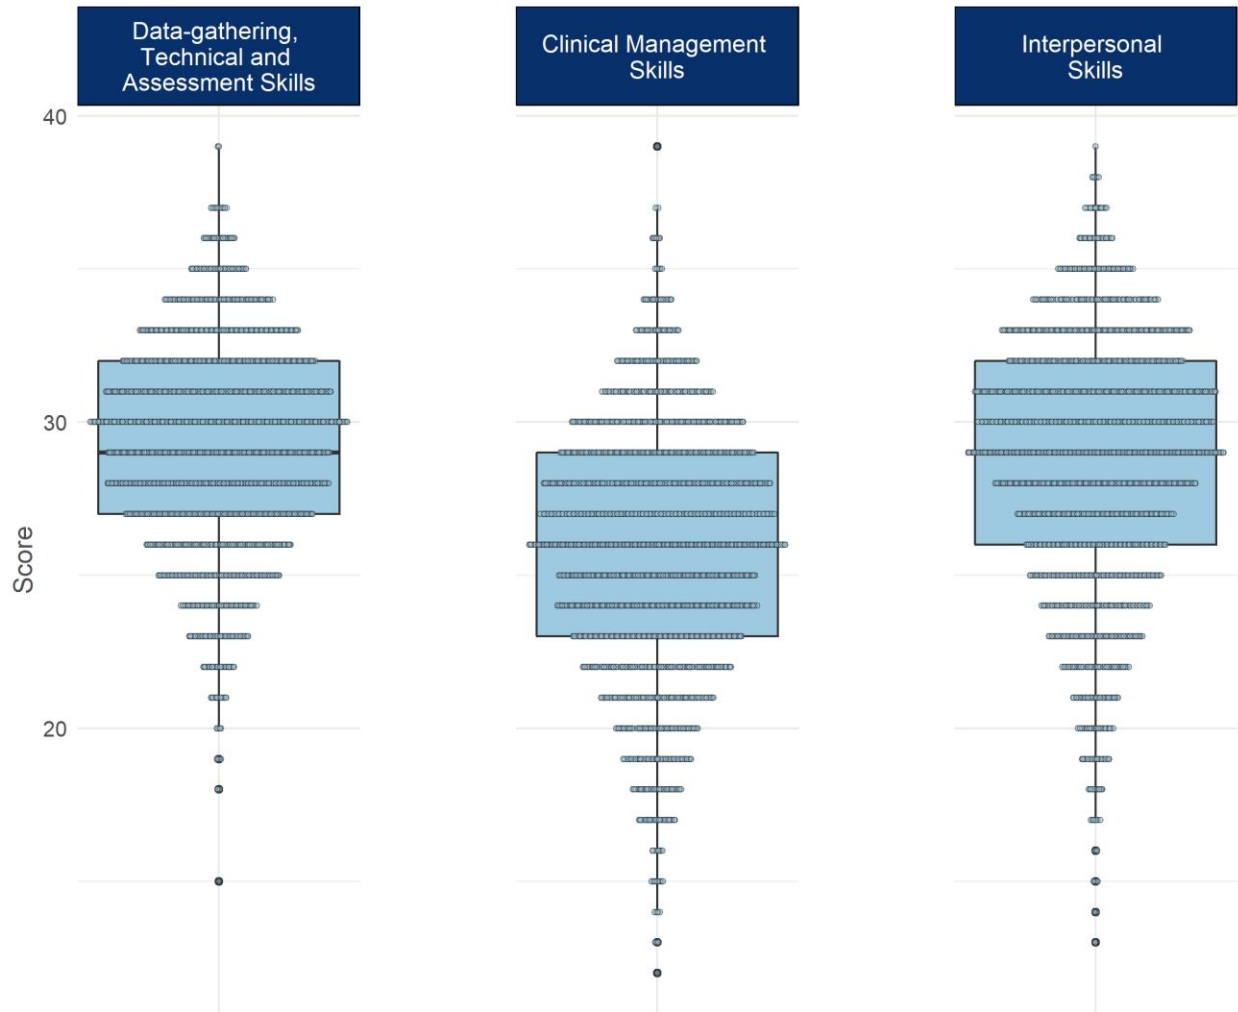 Data-gathering,
Technical and
Assessment Skills
Clinical Management
Skills
Interpersonal
Skills
40
30
20
Score